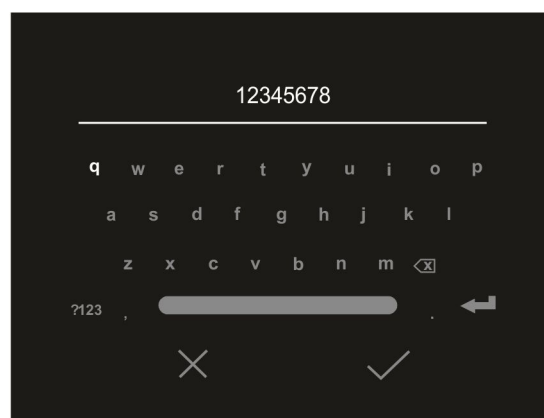 12345678
q w e r t y u i o p
a s d f g h j k l
z x c v b n m
?123 , .